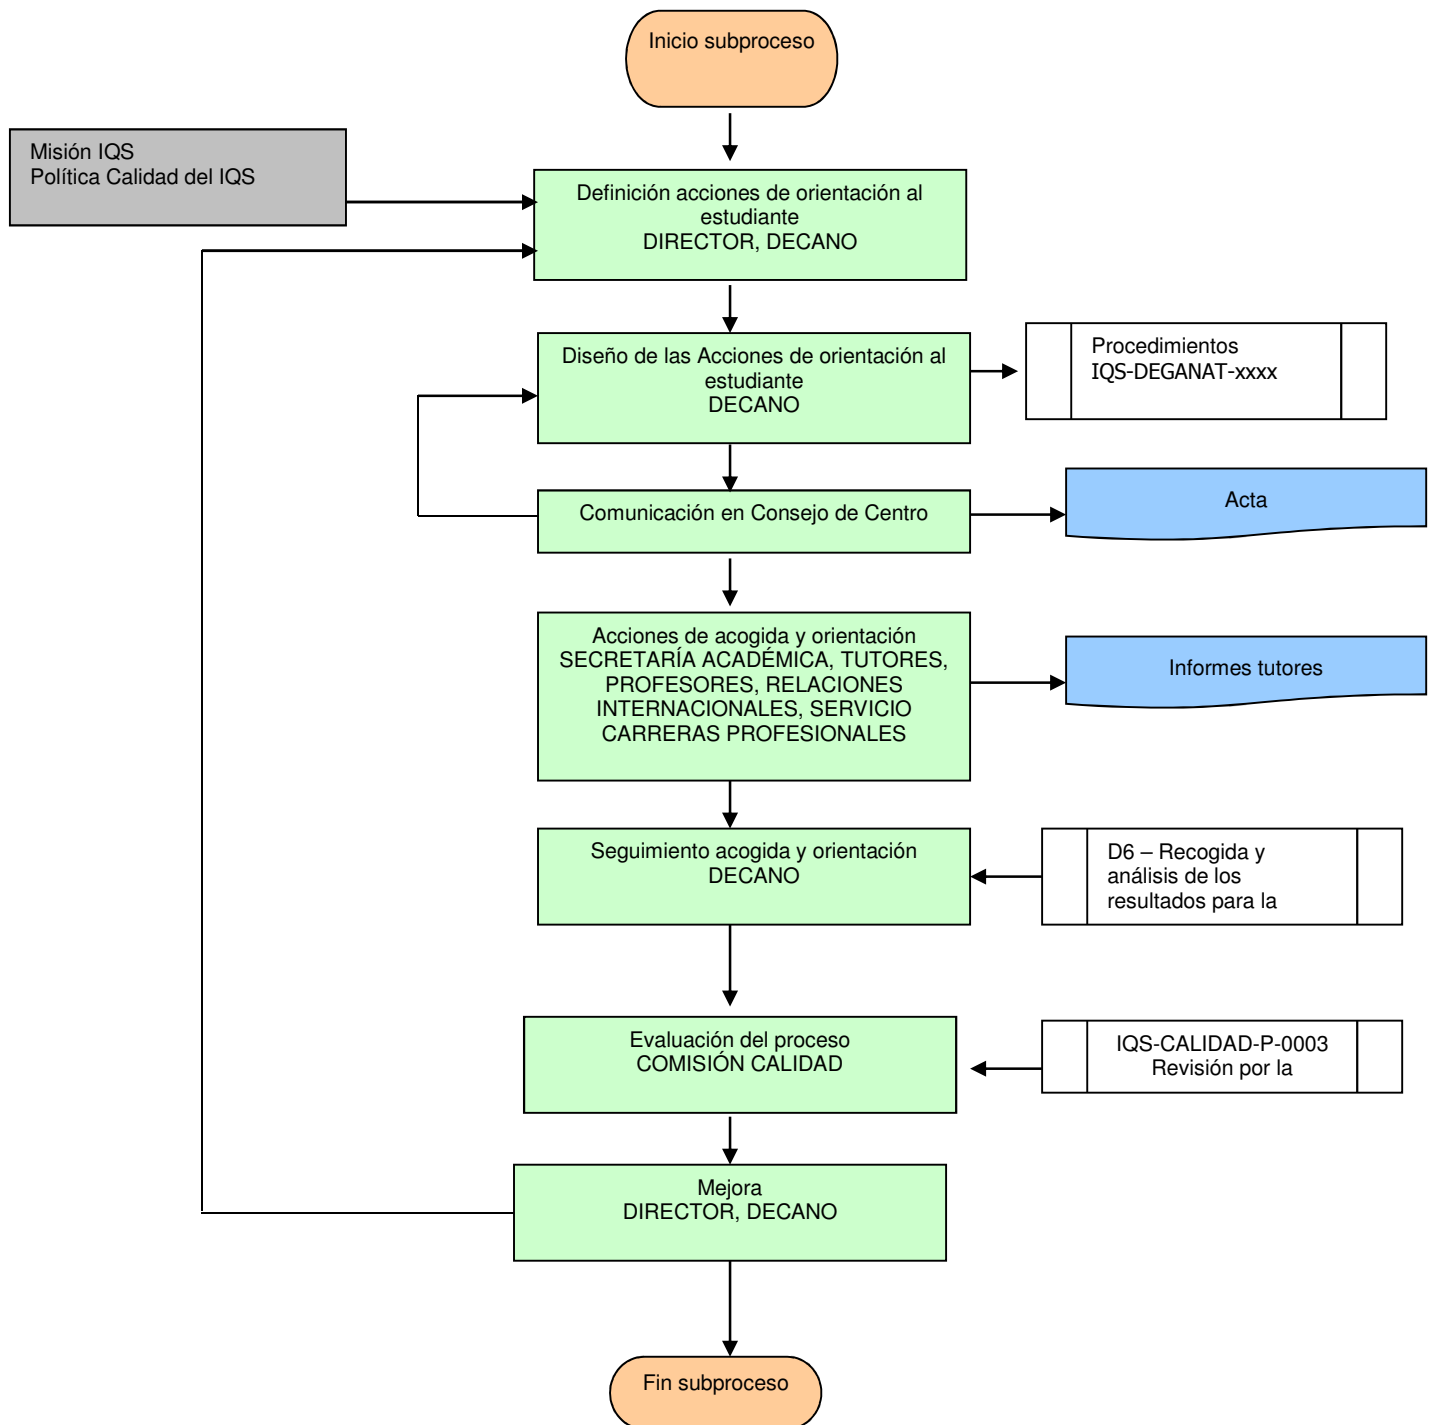 Inicio subproceso
Misión IQS
Política Calidad del IQS
Definición acciones de orientación al
estudiante
DIRECTOR, DECANO
Diseño de las Acciones de orientación al
estudiante
DECANO
Procedimientos
IQS-DEGANAT-xxxx
Comunicación en Consejo de Centro
Acta
Acciones de acogida y orientación
SECRETARÍA ACADÉMICA, TUTORES,
PROFESORES, RELACIONES
INTERNACIONALES, SERVICIO
CARRERAS PROFESIONALES
Informes tutores
Seguimiento acogida y orientación
DECANO
D6 – Recogida y
análisis de los
resultados para la
Evaluación del proceso
COMISIÓN CALIDAD
IQS-CALIDAD-P-0003
Revisión por la
Mejora
DIRECTOR, DECANO
Fin subproceso